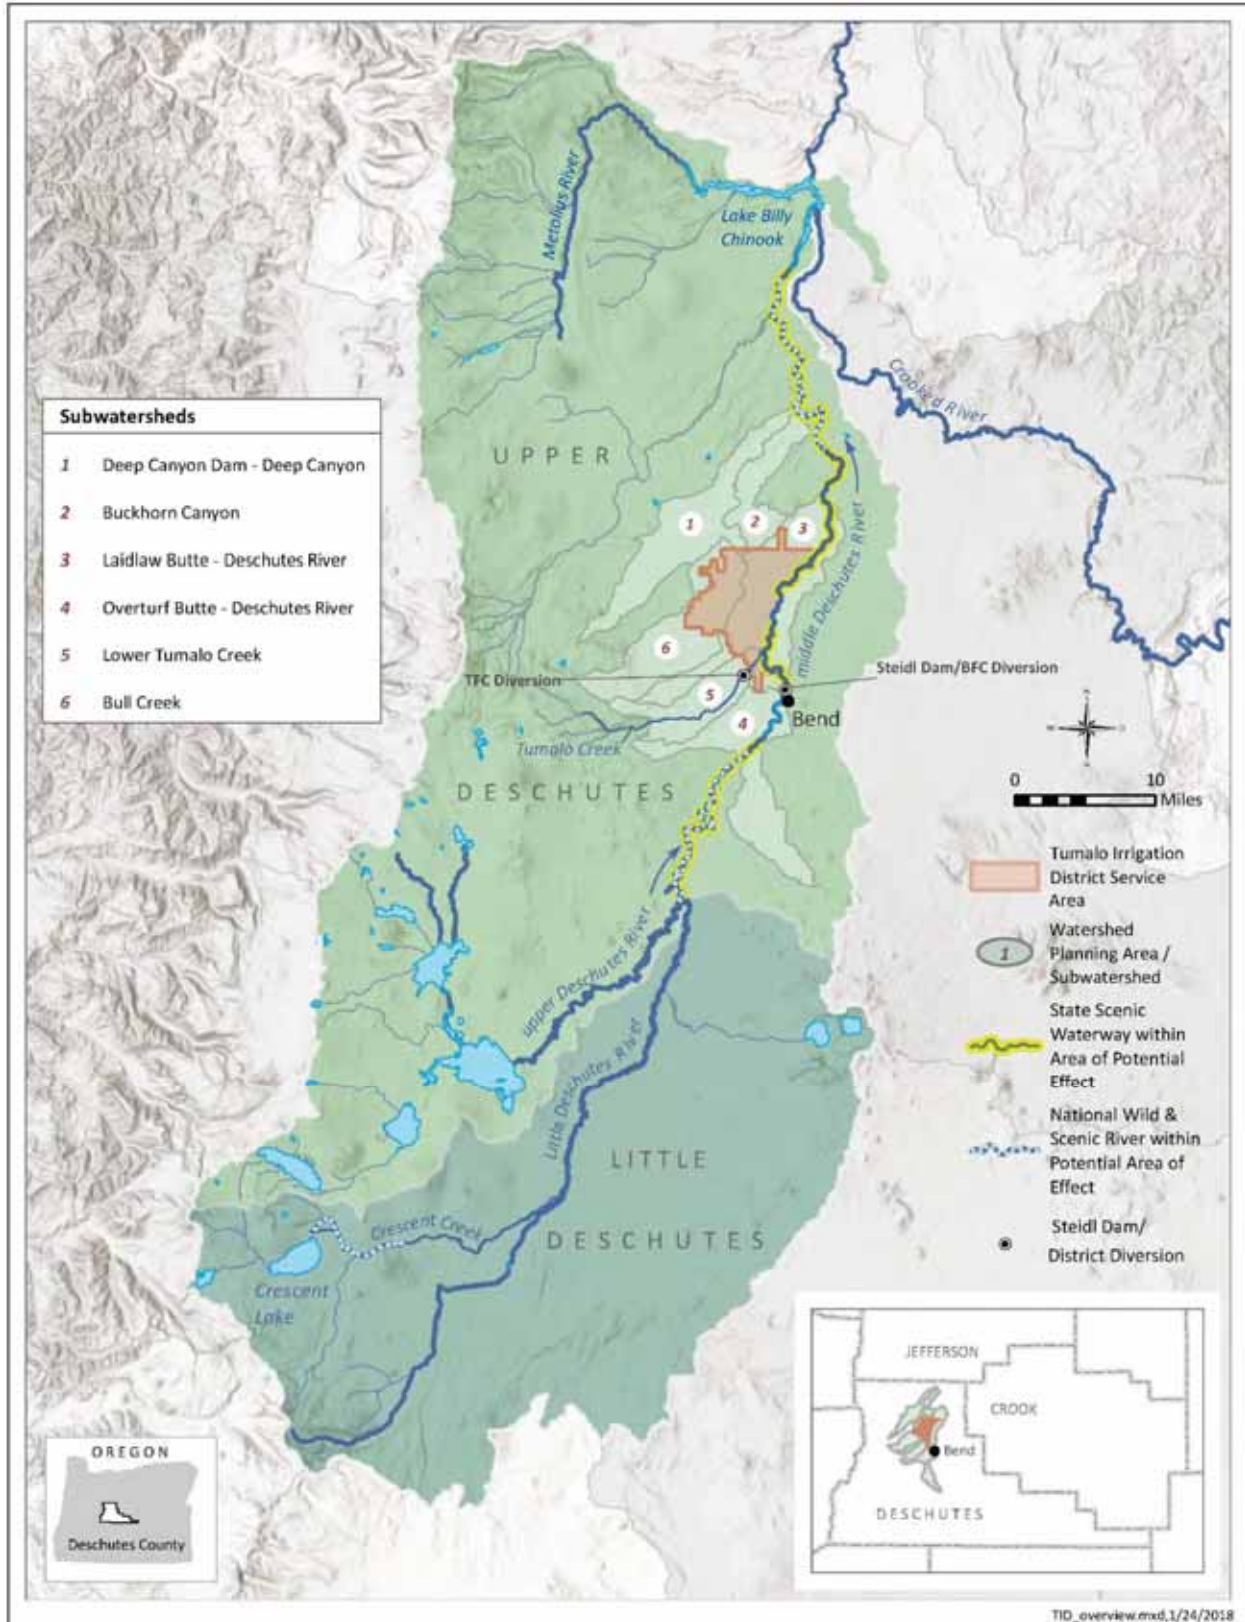 Metolius River
Lake Billy
Chinook
Crooked River
Subwatersheds
1 Deep Canyon Dam - Deep Canyon
2 Buckhorn Canyon
3 Laidlaw Butte - Deschutes River
4 Overturf Butte - Deschutes River
5 Lower Tumalo Creek
6 Bull Creek
UPPER
1
2
3
middle Deschutes River
6
TFC Diversion
Steidl Dam/BFC Diversion
5
4
Bend
Tumalo Creek
DESCHUTES
0 10
Miles
Tumalo Irrigation
District Service
Area
1
Watershed
Planning Area /
Subwatershed
State Scenic
Waterway within
Area of Potential
Effect
National Wild &
Scenic River within
Potential Area of
Effect
Steidl Dam/
District Diversion
upper Deschutes River
Little Deschutes River
LITTLE
DESCHUTES
Crescent Creek
Crescent
Lake
JEFFERSON
CROOK
Bend
DESCHUTES
OREGON
Deschutes County
TID_overview.mxd,1/24/2018